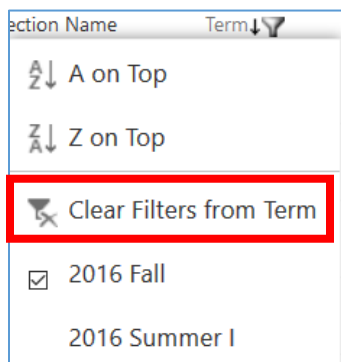 ection Name Term
A on Top
Z on Top
Clear Filters from Term
2016 Fall
2016 Summer I